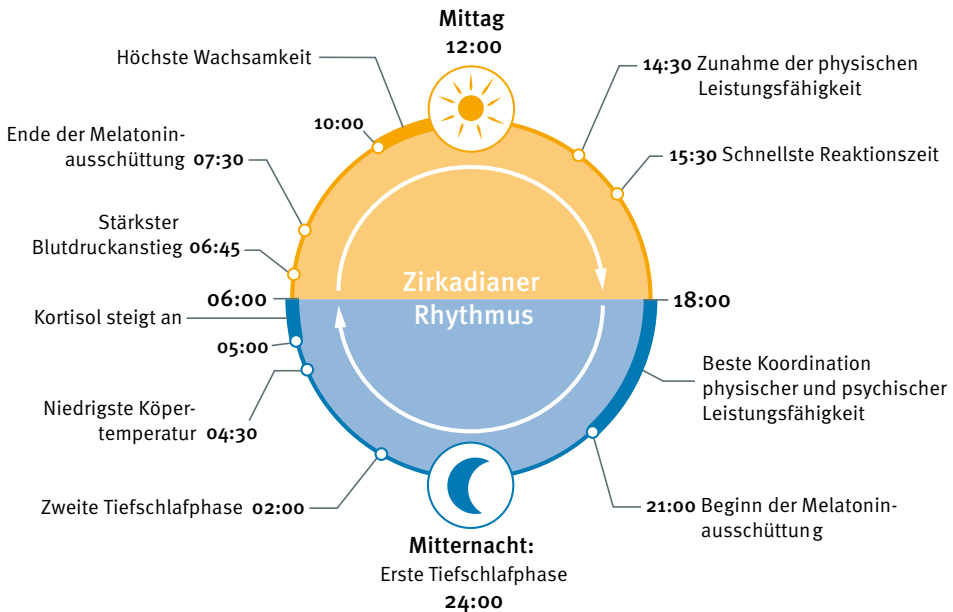 Mittag
12:00
Höchste Wachsamkeit
14:30 Zunahme der physischen
Leistungsfähigkeit
10:00
Ende der Melatonin-
ausschüttung 07:30
15:30 Schnellste Reaktionszeit
Stärkster
Blutdruckanstieg 06:45
Zirkadianer
Rhythmus
06:00
18:00
Kortisol steigt an
05:00
Beste Koordination
physischer und psychischer
Leistungsfähigkeit
Niedrigste Köper-
temperatur 04:30
Zweite Tiefschlafphase 02:00
21:00 Beginn der Melatonin-
ausschüttung
Mitternacht:
Erste Tiefschlafphase
24:00